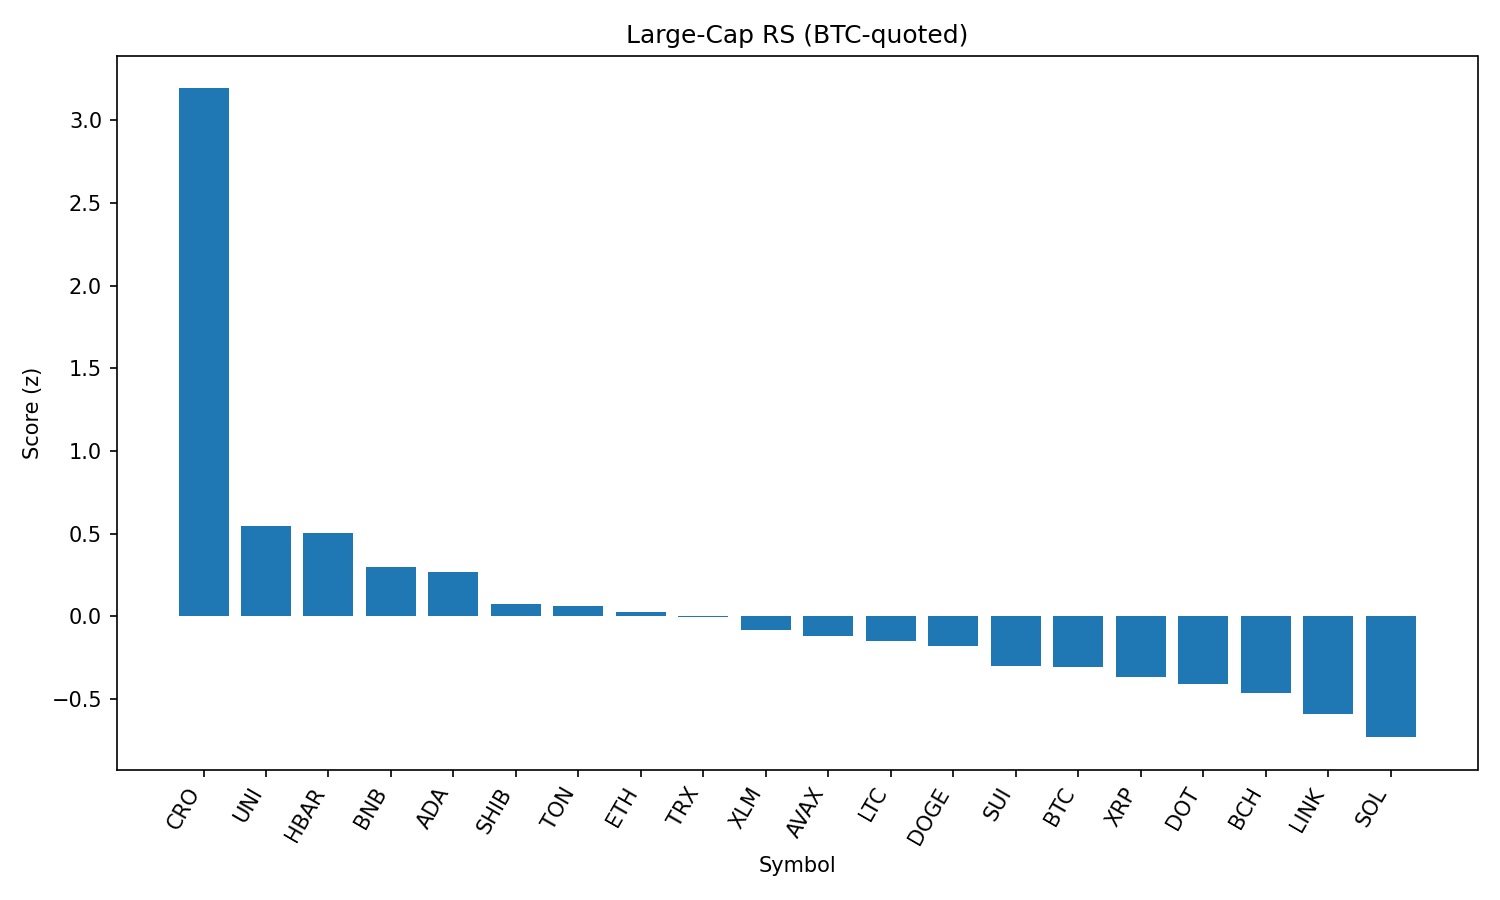 Large-Cap RS (BTC-quoted)
Score (z)
3.0
2.5
2.0
1.5
1.0
0.5
0.0
−0.5
CRO
UNI
HBAR
BNB
ADA
SHIB
TON
ETH
TRX
XLM
AVAX
LTC
DOGE
SUI
BTC
XRP
DOT
BCH
LINK
SOL
Symbol